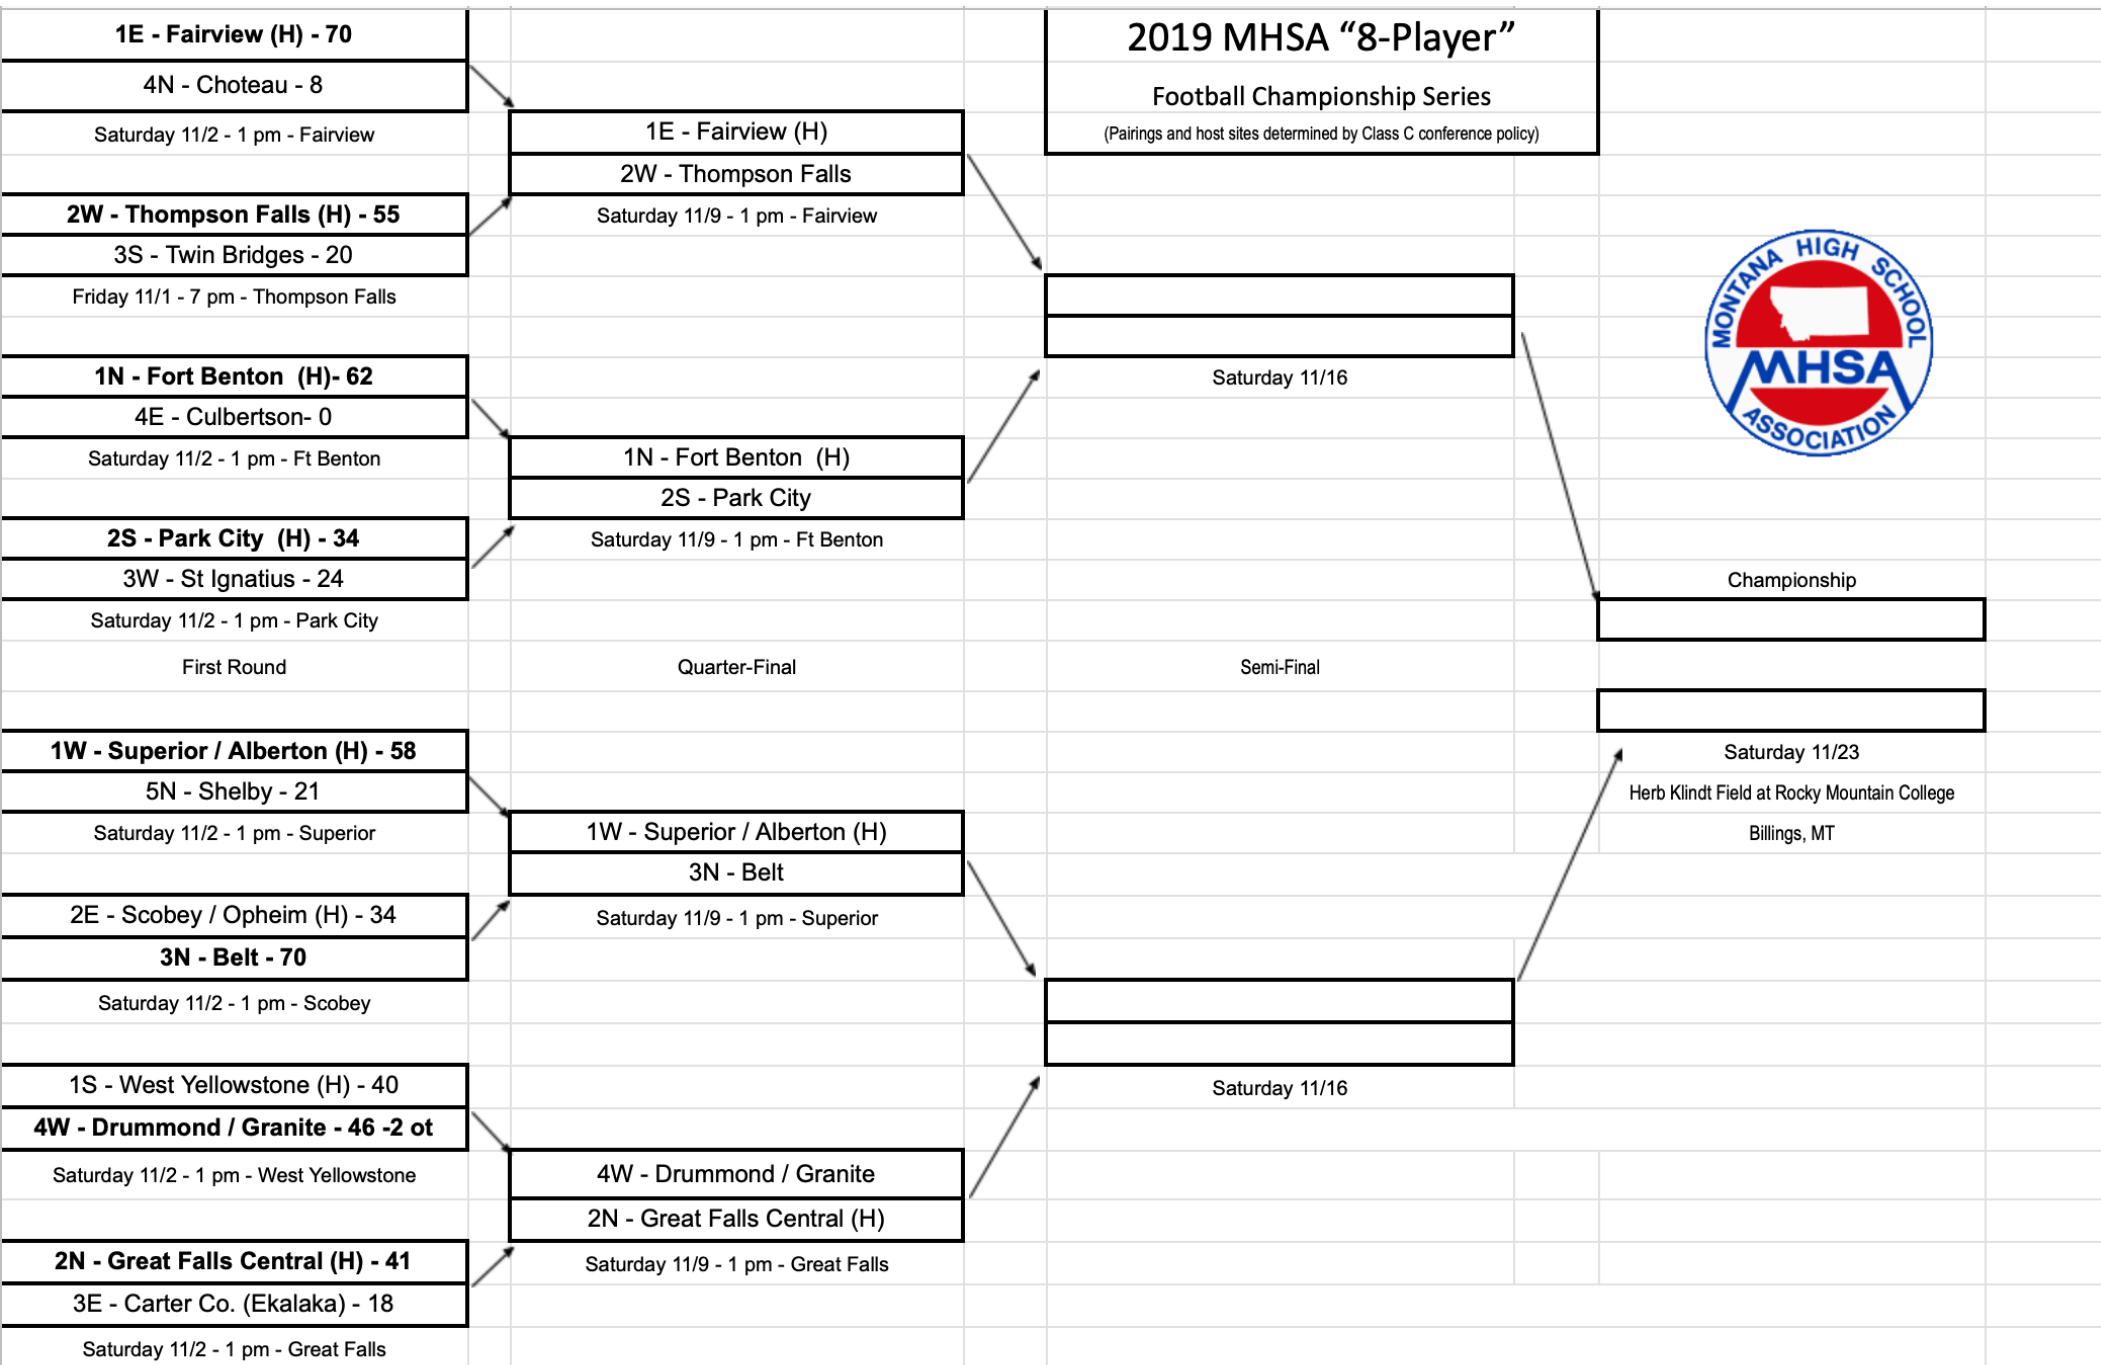 1E - Fairview (H) - 70
4N - Choteau - 8
Saturday 11/2 - 1 pm - Fairview
2W - Thompson Falls (H) - 55
3S - Twin Bridges - 20
Friday 11/1 - 7 pm - Thompson Falls
1N - Fort Benton  (H)- 62
4E - Culbertson- 0
Saturday 11/2 - 1 pm - Ft Benton
2S - Park City  (H) - 34
3W - St Ignatius - 24
Saturday 11/2 - 1 pm - Park City
First Round
1W - Superior / Alberton (H) - 58
5N - Shelby - 21
Saturday 11/2 - 1 pm - Superior
2E - Scobey / Opheim (H) - 34
3N - Belt - 70
Saturday 11/2 - 1 pm - Scobey
1S - West Yellowstone (H) - 40
4W - Drummond / Granite - 46 -2 ot
Saturday 11/2 - 1 pm - West Yellowstone
2N - Great Falls Central (H) - 41
3E - Carter Co. (Ekalaka) - 18
Saturday 11/2 - 1 pm - Great Falls
1E - Fairview (H)
2W - Thompson Falls
Saturday 11/9 - 1 pm - Fairview
1N - Fort Benton  (H)
2S - Park City
Saturday 11/9 - 1 pm - Ft Benton
Quarter-Final
1W - Superior / Alberton (H)
3N - Belt
Saturday 11/9 - 1 pm - Superior
4W - Drummond / Granite
2N - Great Falls Central (H)
Saturday 11/9 - 1 pm - Great Falls
2019 MHSA “8-Player”
Football Championship Series
(Pairings and host sites determined by Class C conference policy)
Saturday 11/16
Semi-Final
Saturday 11/16
MONTANA HIGH SCHOOL
MHSA
ASSOCIATION
Championship
Saturday 11/23
Herb Klindt Field at Rocky Mountain College
Billings, MT